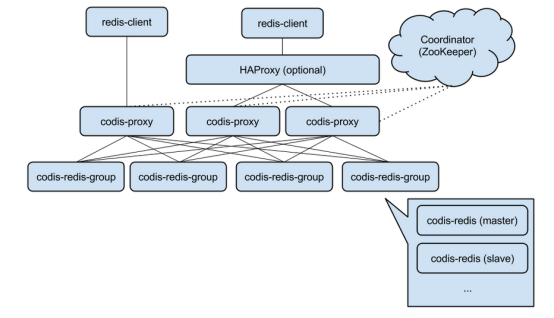 redis-client
redis-client
Coordinator
(ZooKeeper)
HAProxy (optional)
codis-proxy
codis-proxy
codis-proxy
codis-redis-group
codis-redis-group
codis-redis-group
codis-redis-group
codis-redis (master)
codis-redis (slave)
...